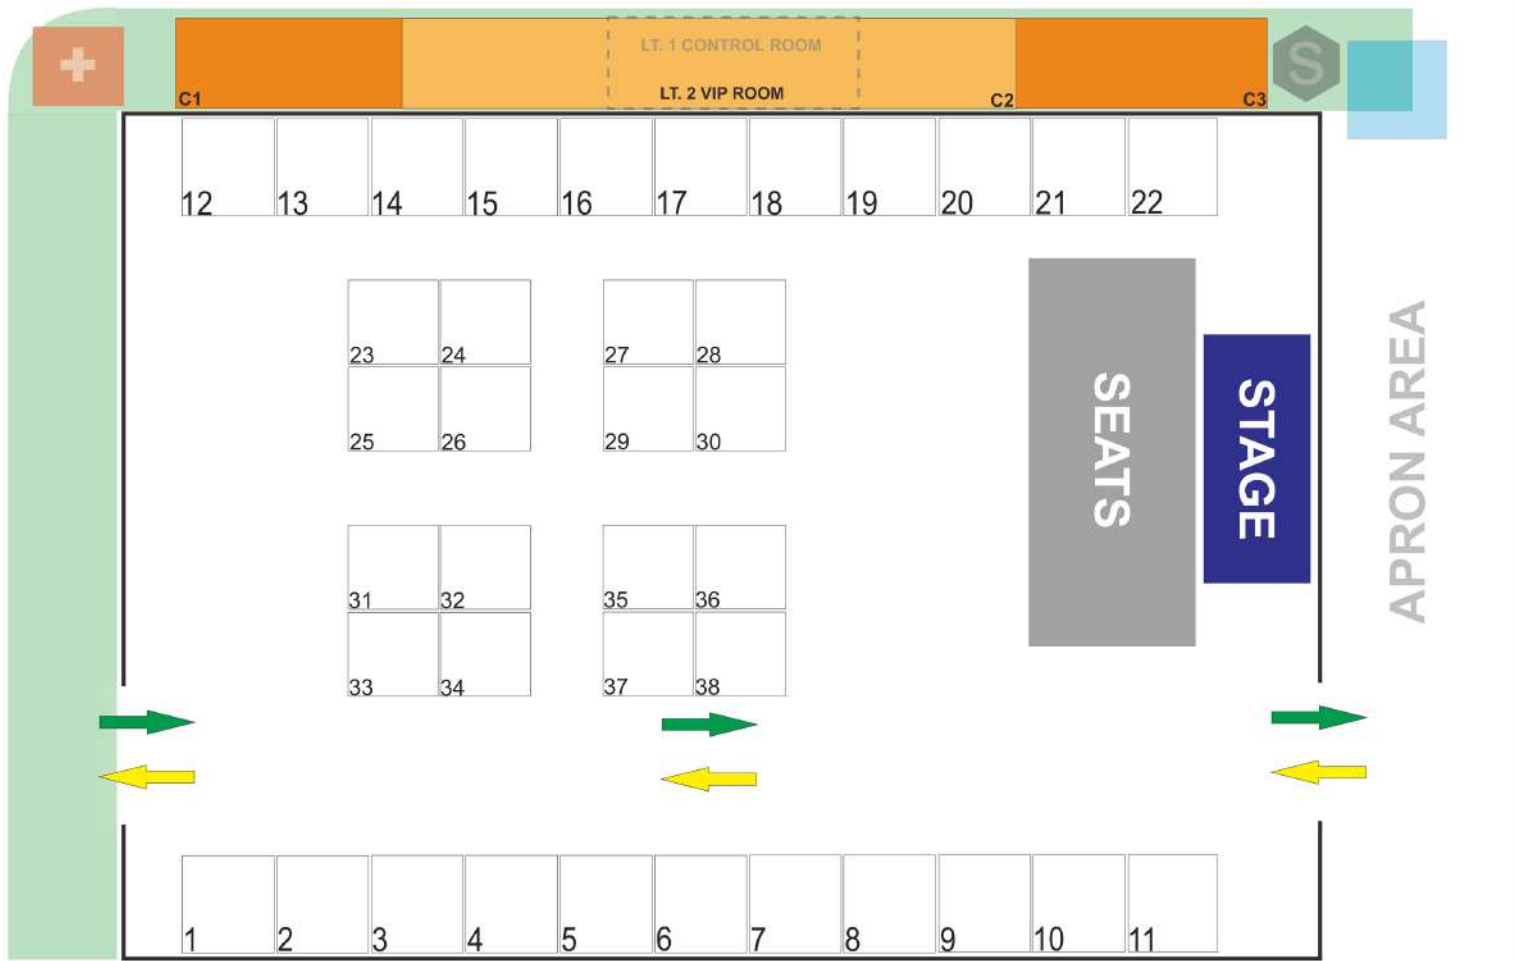 LT. 1 CONTROL ROOM
S
C1
LT. 2 VIP ROOM
C2
C3
12 13 14 15 16 17 18 19 20 21 22
23 24 27 28
25 26 29 30
SEATS
STAGE
APRON AREA
31 32 35 36
33 34 37 38
1 2 3 4 5 6 7 8 9 10 11